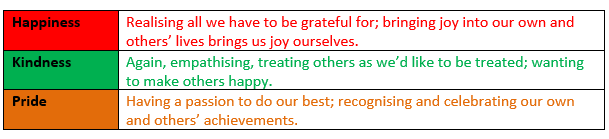 Happiness Realising all we have to be grateful for; bringing joy into our own and
others’ lives brings us joy ourselves.
Kindness Again, empathising, treating others as we’d like to be treated; wanting
to make others happy.
Pride Having a passion to do our best; recognising and celebrating our own
and others’ achievements.